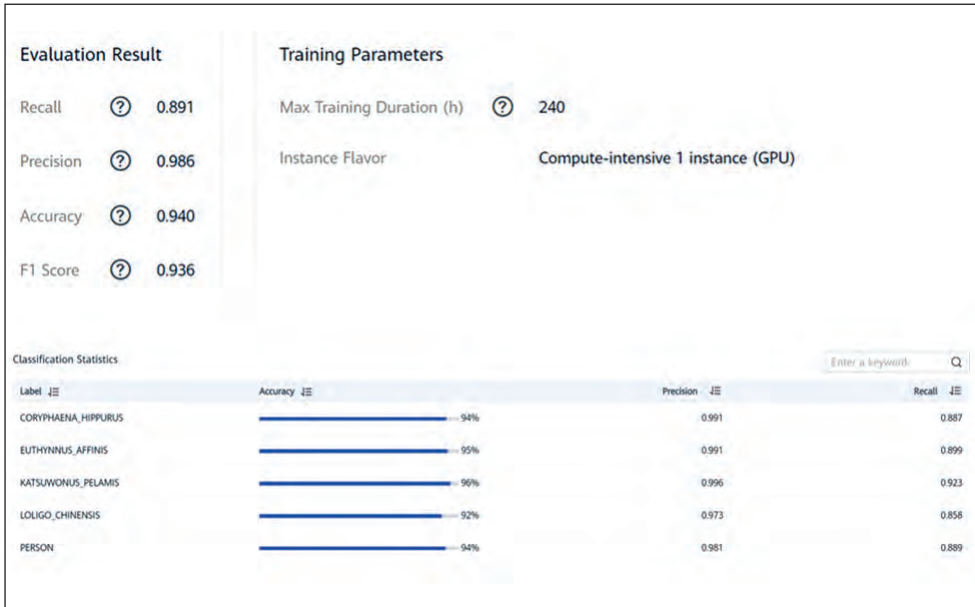 Evaluation Result
Recall ? 0.891
Precision ? 0.986
Accuracy ? 0.940
F1 Score ? 0.936
Training Parameters
Max Training Duration (h) ? 240
Instance Flavor Compute-intensive 1 instance (GPU)
Classification Statistics
Enter a keyword.
Label Accuracy Precision Recall
CORYPHAENA_HIPPURUS 94% 0.991 0.887
EUTHYNNUS_AFFINIS 95% 0.991 0.899
KATSUWONUS_PELAMIS 96% 0.996 0.923
LOLIGO_CHINENSIS 92% 0.973 0.858
PERSON 94% 0.981 0.889